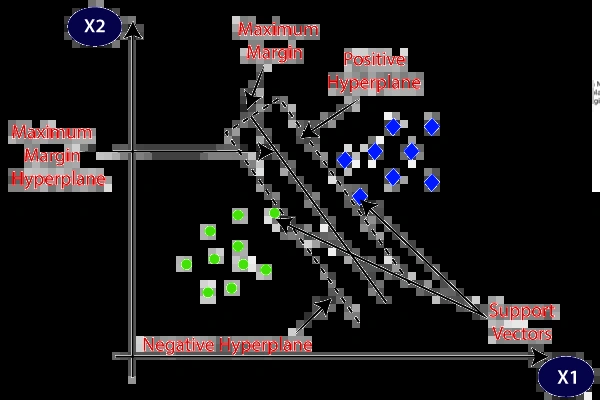 X2
Maximum
Margin
Positive
Hyperplane
Maximum
Margin
Hyperplane
Support
Vectors
Negative Hyperplane
X1